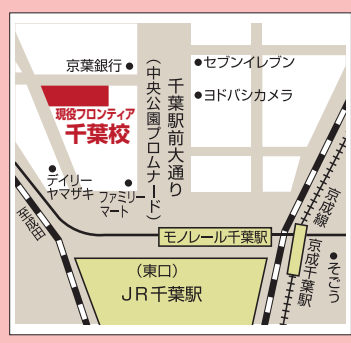 京葉銀行
セブンイレブン
ヨドバシカメラ
現役フロンティア
千葉校
千葉駅前大通り
(中央公園プロムナード)
デイリー
ヤマザキ
ファミリー
マート
至成田
モノレール千葉駅
京成線
京成千葉駅
そごう
(東口)
JR千葉駅